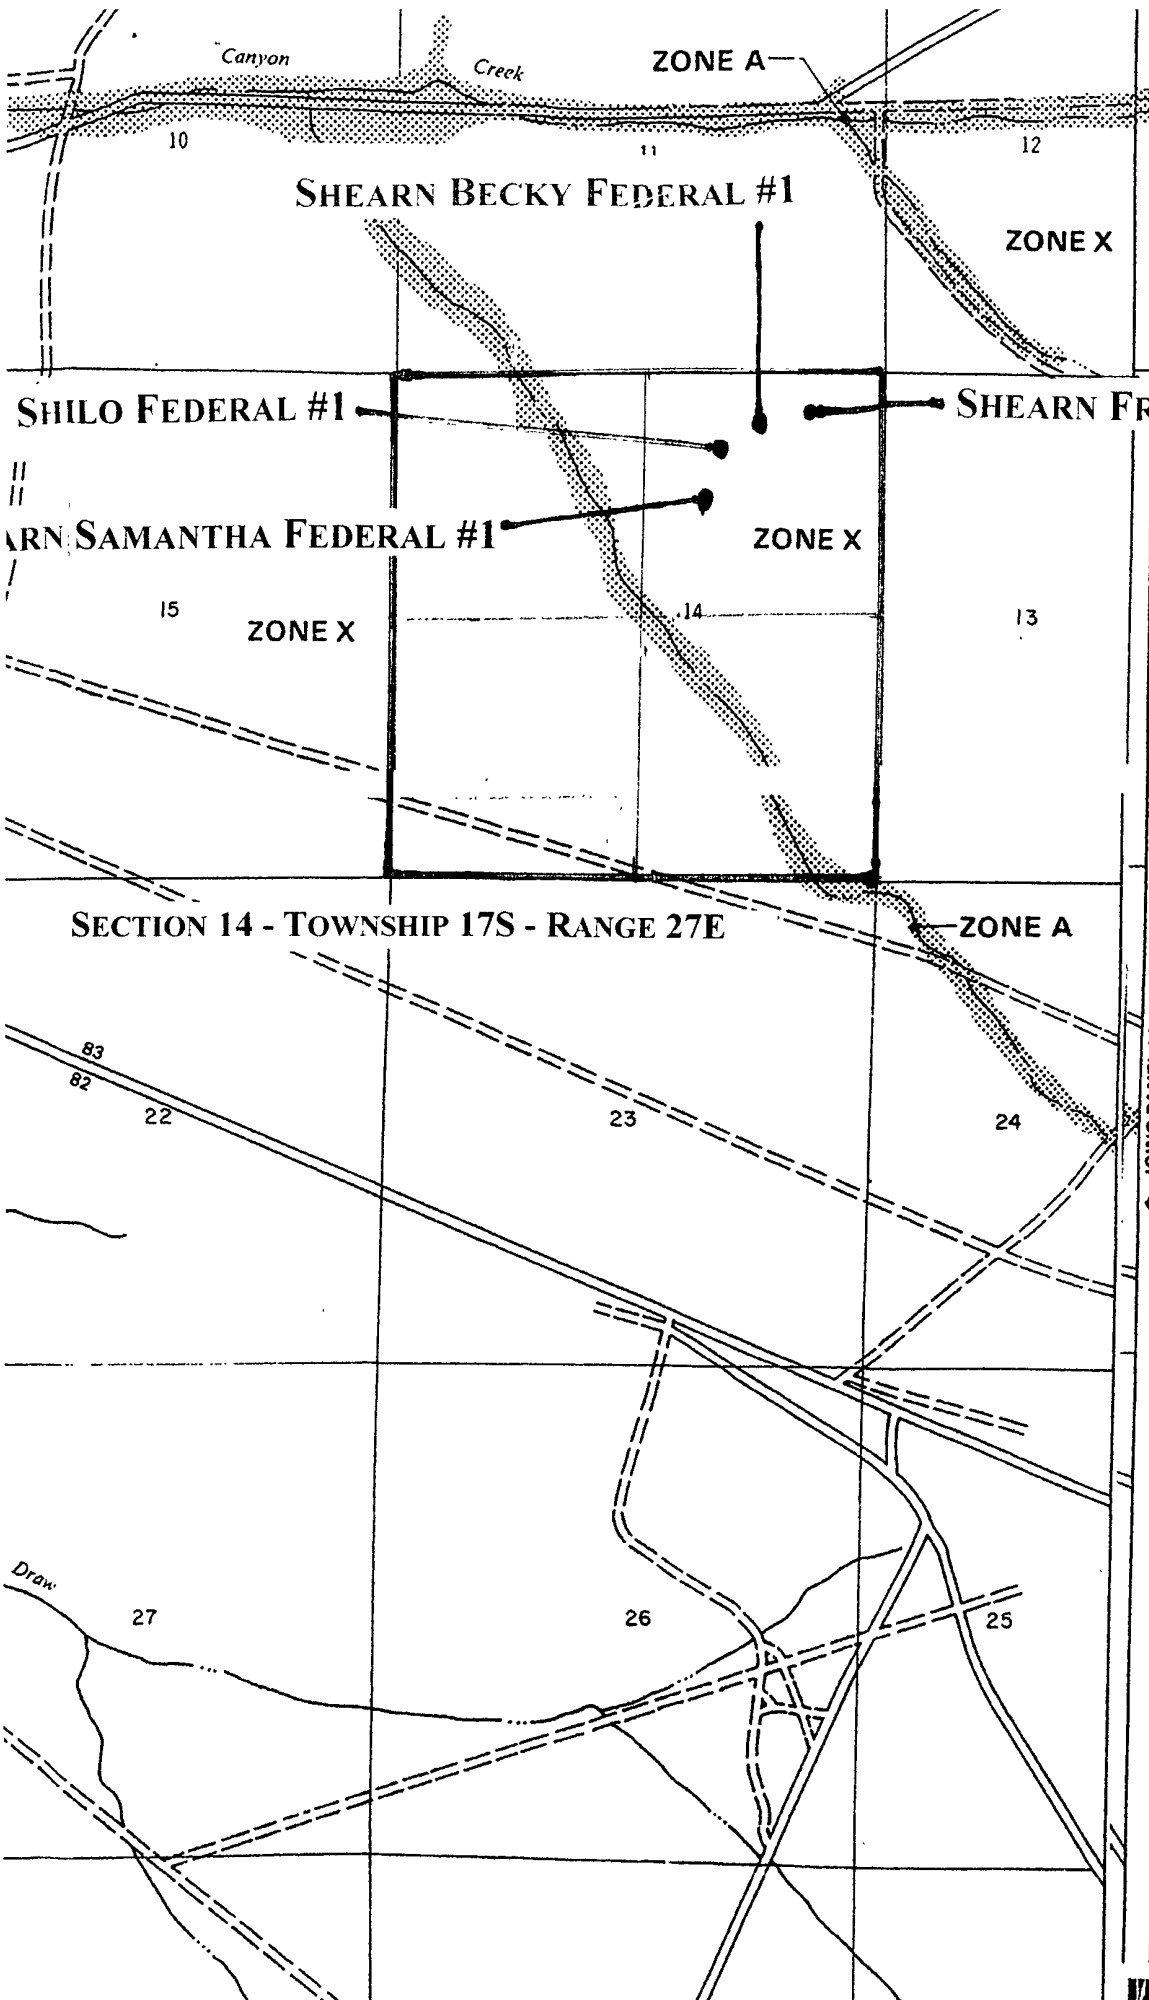 Canyon Creek
ZONE A
10
11
12
SHEARN BECKY FEDERAL #1
ZONE X
SHILO FEDERAL #1
SHEARN FR
ARN SAMANTHA FEDERAL #1
ZONE X
15
14
13
ZONE X
SECTION 14 - TOWNSHIP 17S - RANGE 27E
ZONE A
83
82
22
23
24
Draw
27
26
25